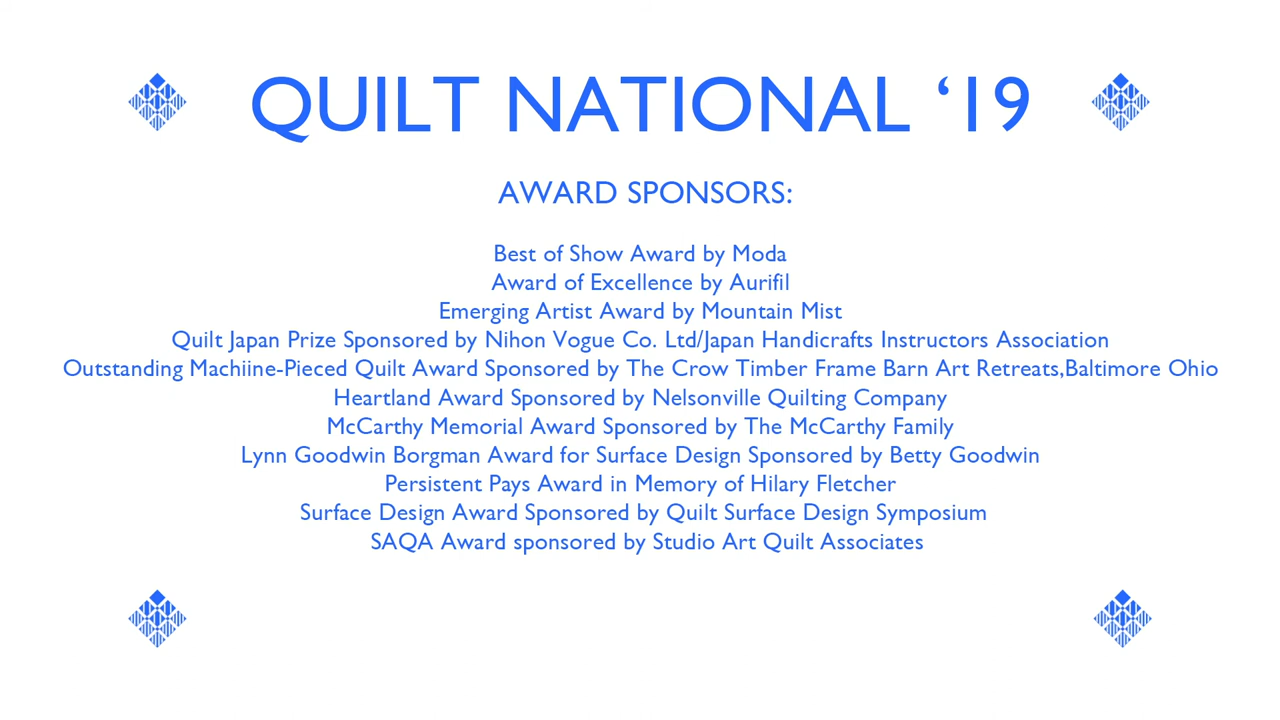 QUILT NATIONAL ‘19
AWARD SPONSORS:
Best of Show Award by Moda
Award of Excellence by Aurifil
Emerging Artist Award by Mountain Mist
Quilt Japan Prize Sponsored by Nihon Vogue Co. Ltd/Japan Handicrafts Instructors Association
Outstanding Machiine-Pieced Quilt Award Sponsored by The Crow Timber Frame Barn Art Retreats,Baltimore Ohio
Heartland Award Sponsored by Nelsonville Quilting Company
McCarthy Memorial Award Sponsored by The McCarthy Family
Lynn Goodwin Borgman Award for Surface Design Sponsored by Betty Goodwin
Persistent Pays Award in Memory of Hilary Fletcher
Surface Design Award Sponsored by Quilt Surface Design Symposium
SAQA Award sponsored by Studio Art Quilt Associates